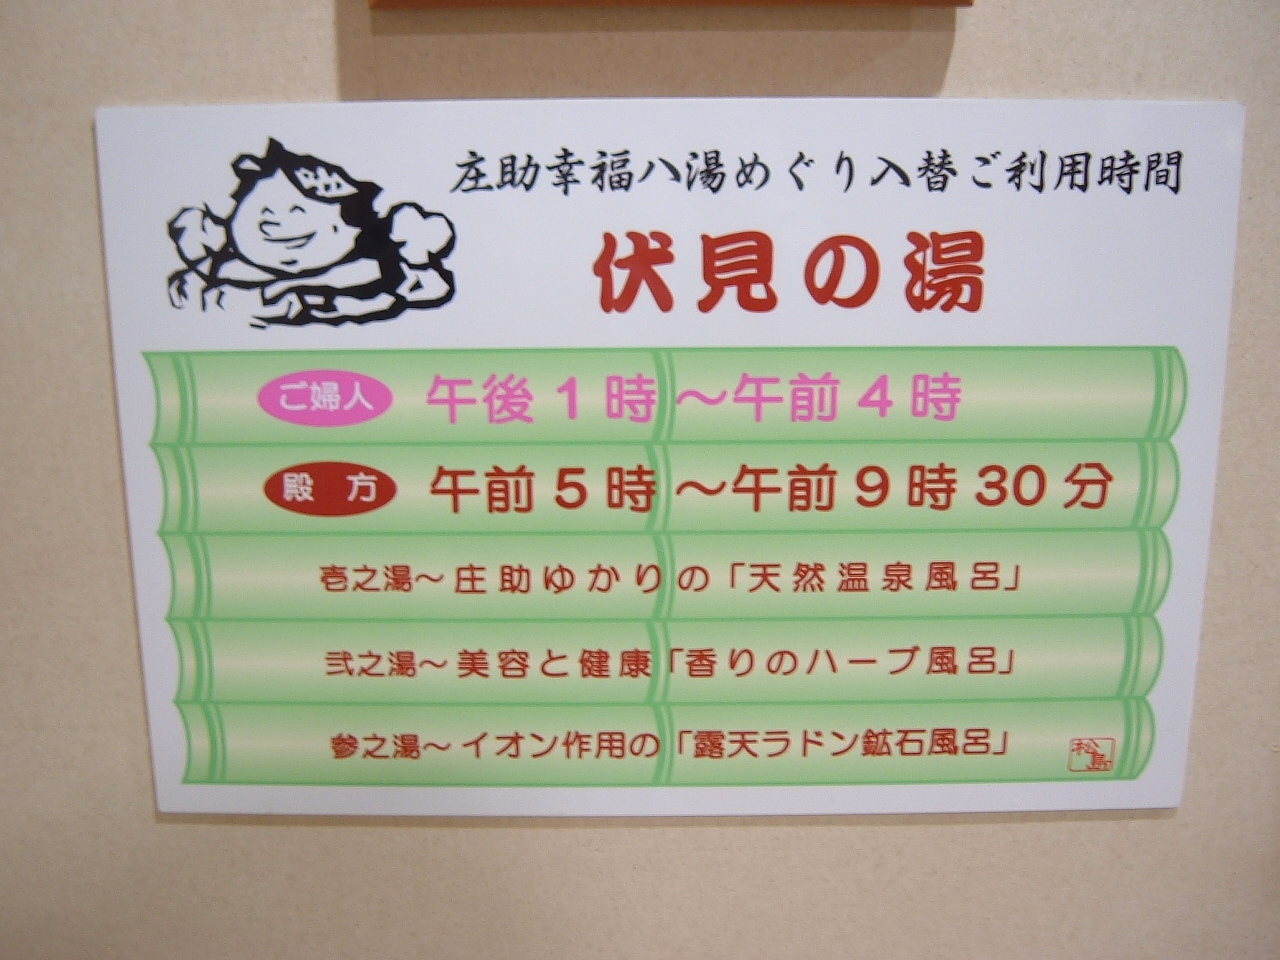 庄助幸福八湯めぐり入替ご利用時間
伏見の湯
ご婦人 午後1時～午前4時
殿 方 午前5時～午前9時30分
壱之湯～庄助ゆかりの「天然温泉風呂」
弐之湯～美容と健康「香りのハーブ風呂」
参之湯～イオン作用の「露天ラドン鉱石風呂」
松島